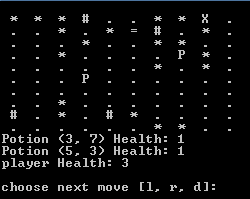 * * * # . . * * X .
. . * . * = # . * .
. . . * . . * * . .
. . * . . . * P * .
. . . . . . . . * .
. . . P . . . . . .
. . . . . . . . . .
. . * . . . . . . .
# . * . # * . . . .
. . . . . . * * . .
Potion (3, 7) Health: 1
Potion (5, 3) Health: 1
player Health: 3
choose next move [l, r, d]: